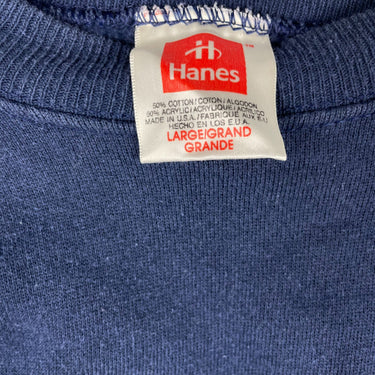 Hanes
50% COTTON/COTON/ALGODON
50% ACRYLIC/ACRYLIQUE/ACRILICO
MADE IN U.S.A./FABRIQUE AUX E.U.
HECHO EN LOS E.U.A.
LARGE/GRAND
GRANDE